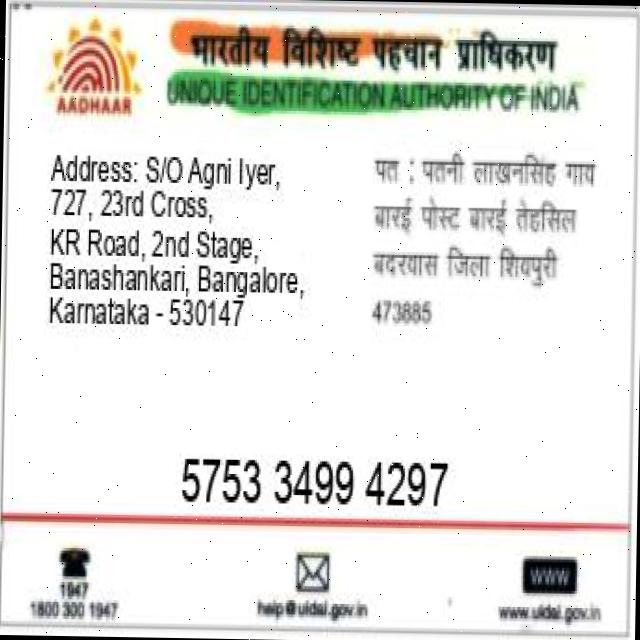 भारतीय विशिष्ट पहचान प्राधिकरण
AADHAAR
UNIQUE IDENTIFICATION AUTHORITY OF INDIA
Address: S/O Agni Iyer,
727, 23rd Cross,
KR Road, 2nd Stage,
Banashankari, Bangalore,
Karnataka - 530147
पत : पतनी लाखनसिंह गाव
बारई पोस्ट बारई तेहसिल
बदरवास जिला शिवपुरी
473885
5753 3499 4297
1947
1800 300 1947
help@uidai.gov.in
WWW
www.uidai.gov.in